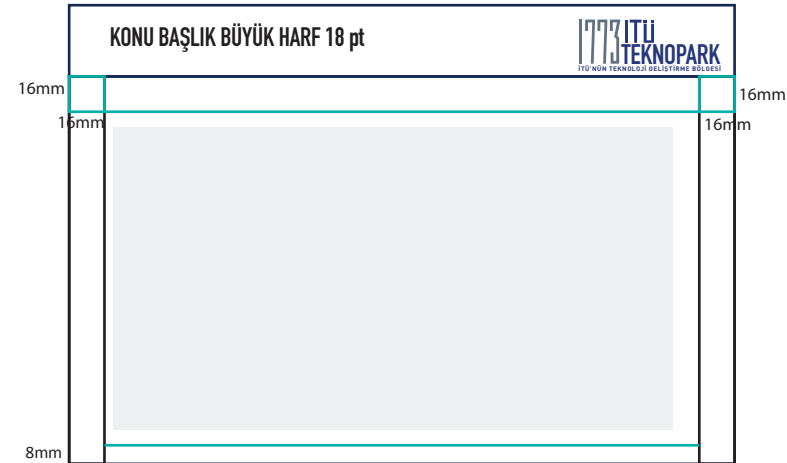 KONU BAŞLIK BÜYÜK HARF 18 pt
1773 İTÜ
TEKNOPARK
İTÜ'NÜN TEKNOLOJİ GELİŞTİRME BÖLGESİ
16mm
16mm
16mm
16mm
8mm